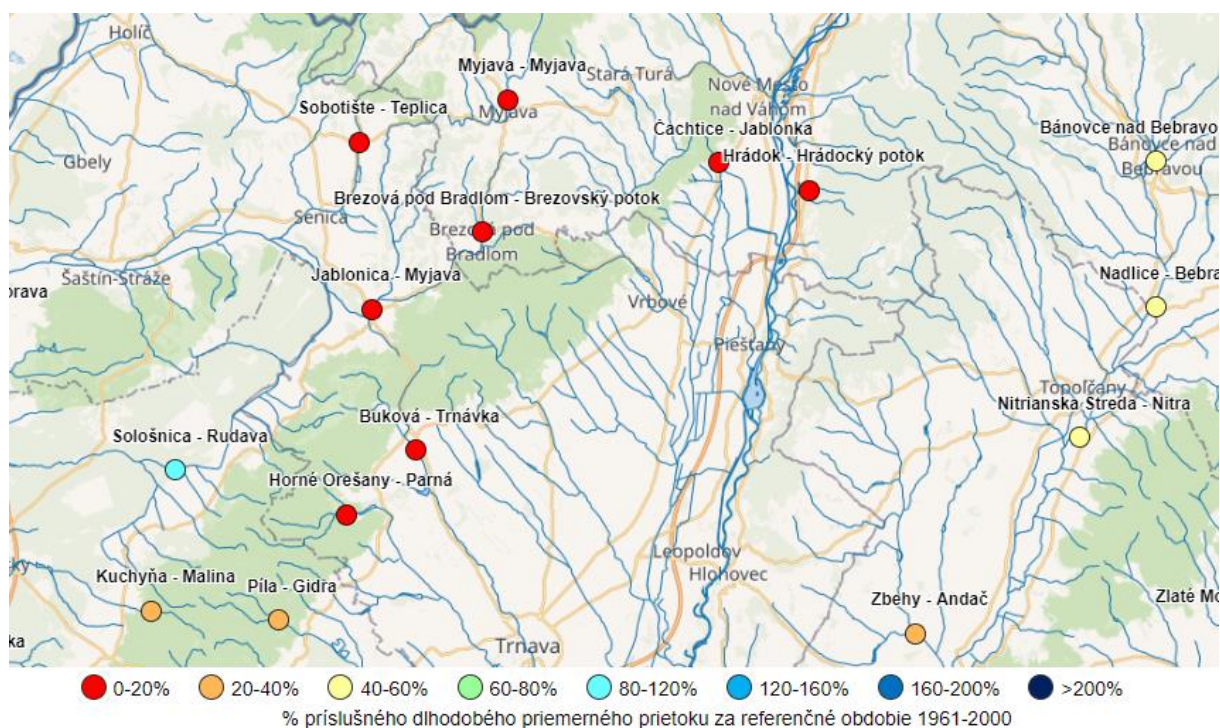 Holíč
Myjava - Myjava
Stará Turá
Nové Mesto
nad Váhom
Myjava
Sobotište - Teplica
Čachtice - Jablonka
Bánovce nad Bebravo
Bánovce nad
Bebravou
Gbely
Hrádok - Hrádocký potok
Brezová pod Bradlom - Brezovský potok
Senica
Brezová pod
Bradlom
Šaštín-Stráže
Jablonica - Myjava
Nadlice - Bebra
orava
Vrbové
Piešťany
Topoľčany
Nitrianska Streda - Nitra
Buková - Trnávka
Sološnica - Rudava
Horné Orešany - Parná
Leopoldov
Hlohovec
ky
Kuchyňa - Malina
Píla - Gidra
Zbehy - Andač
Zlaté Mo
ka
Trnava
0-20%
20-40%
40-60%
60-80%
80-120%
120-160%
160-200%
>200%
% príslušného dlhodobého priemerného prietoku za referenčné obdobie 1961-2000